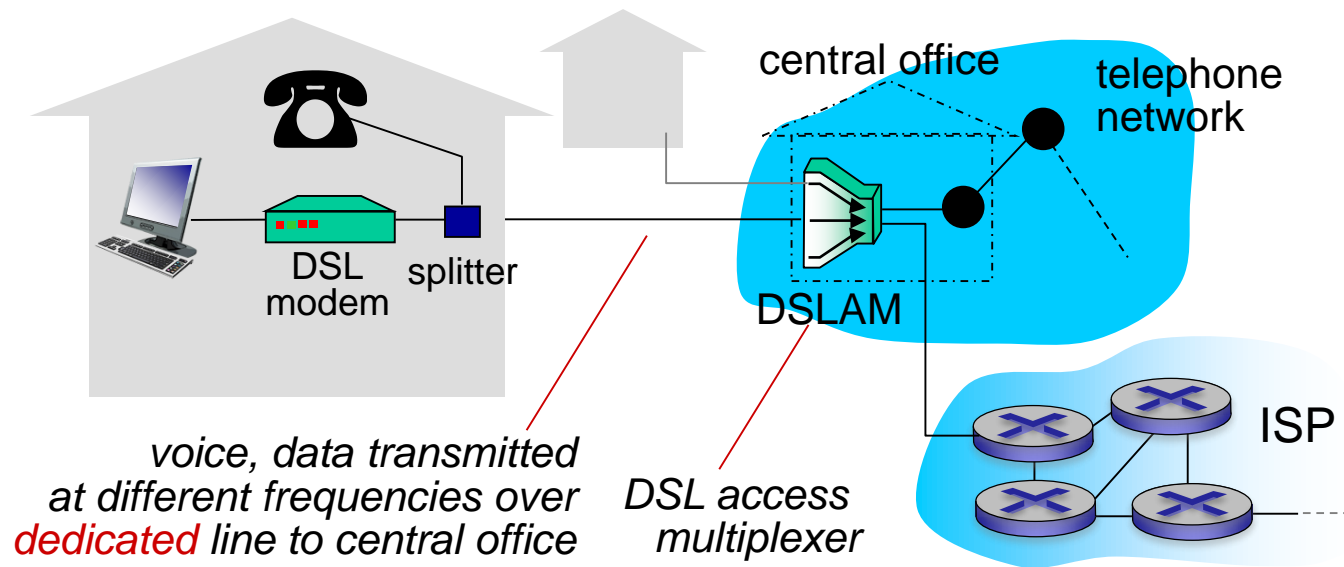 central office
telephone
network
DSL
modem
splitter
DSLAM
ISP
voice, data transmitted
at different frequencies over
dedicated line to central office
DSL access
multiplexer